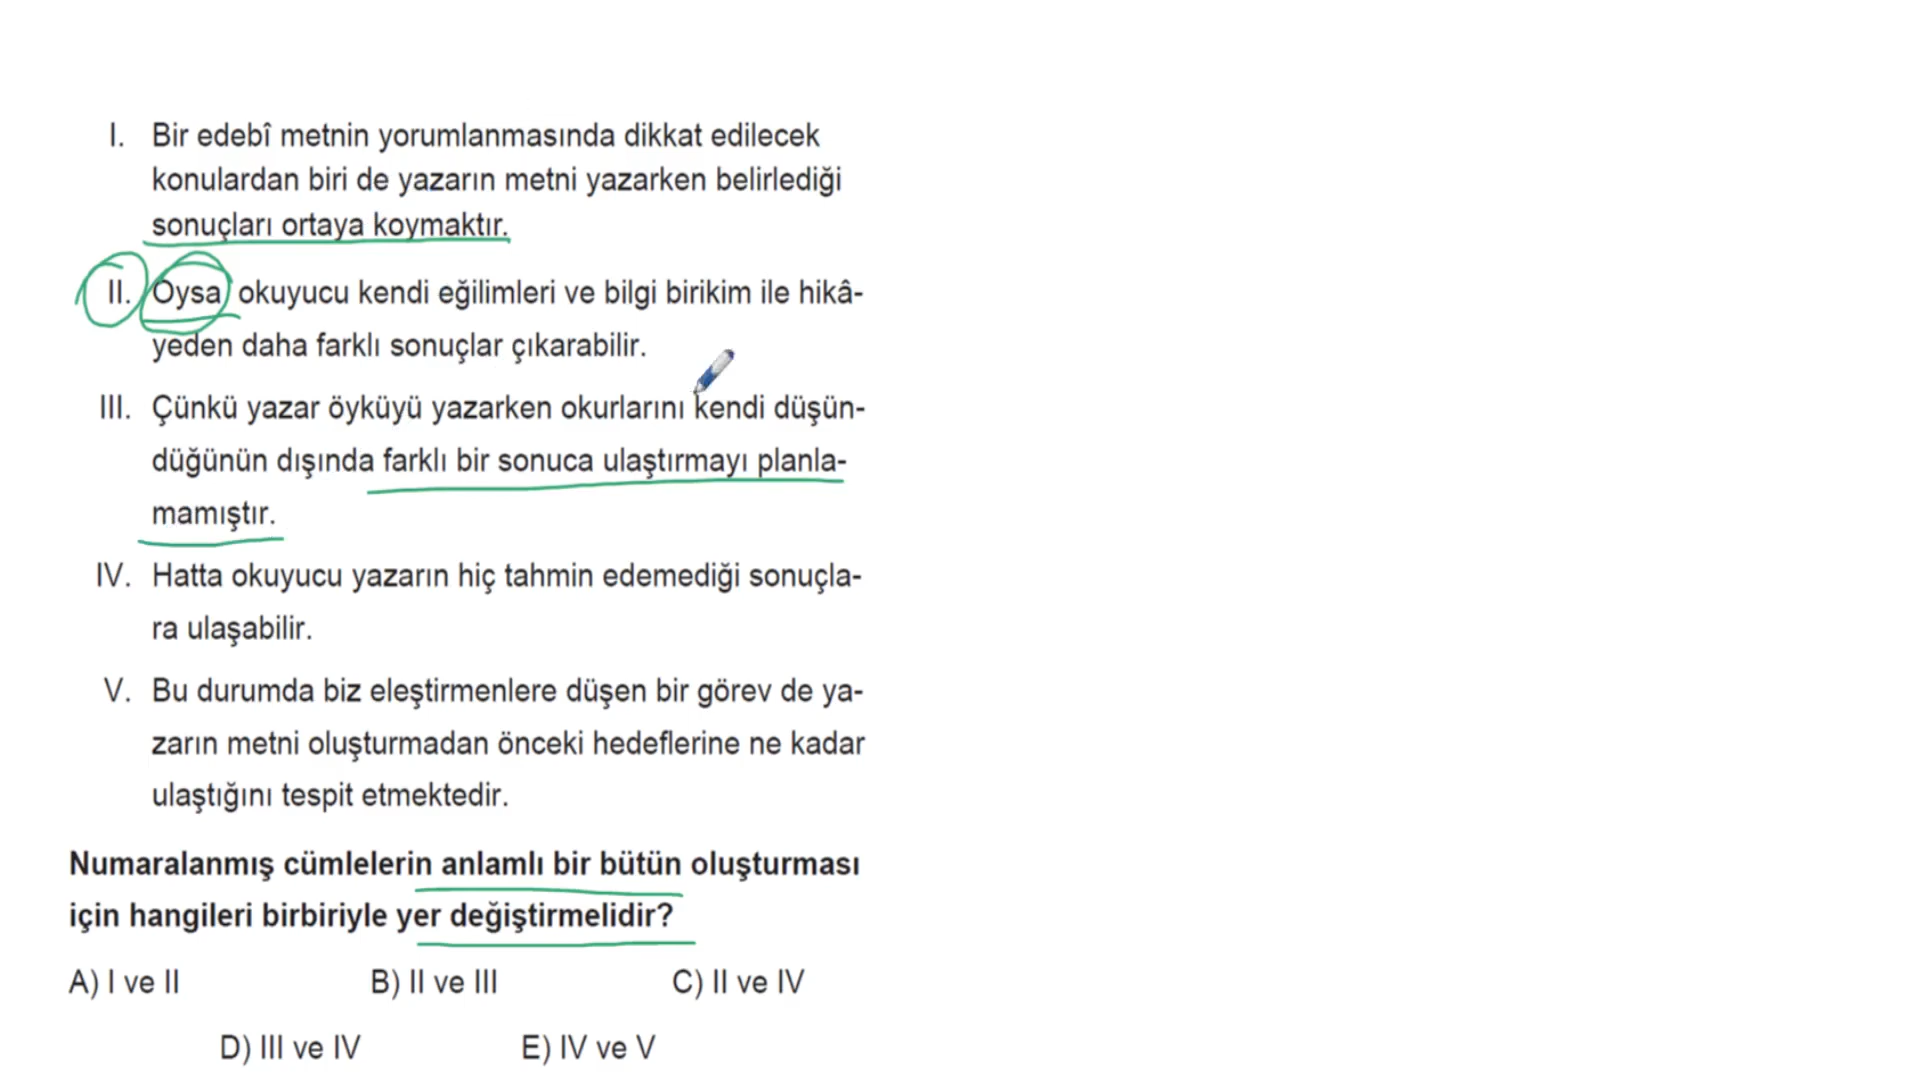 I. Bir edebî metnin yorumlanmasında dikkat edilecek
konulardan biri de yazarın metni yazarken belirlediği
sonuçları ortaya koymaktır.
II. Oysa okuyucu kendi eğilimleri ve bilgi birikim ile hikâ-
yeden daha farklı sonuçlar çıkarabilir.
III. Çünkü yazar öyküyü yazarken okurlarını kendi düşün-
düğünün dışında farklı bir sonuca ulaştırmayı planla-
mamıştır.
IV. Hatta okuyucu yazarın hiç tahmin edemediği sonuçla-
ra ulaşabilir.
V. Bu durumda biz eleştirmenlere düşen bir görev de ya-
zarın metni oluşturmadan önceki hedeflerine ne kadar
ulaştığını tespit etmektedir.
Numaralanmış cümlelerin anlamlı bir bütün oluşturması
için hangileri birbiriyle yer değiştirmelidir?
A) I ve II B) II ve III C) II ve IV
D) III ve IV E) IV ve V